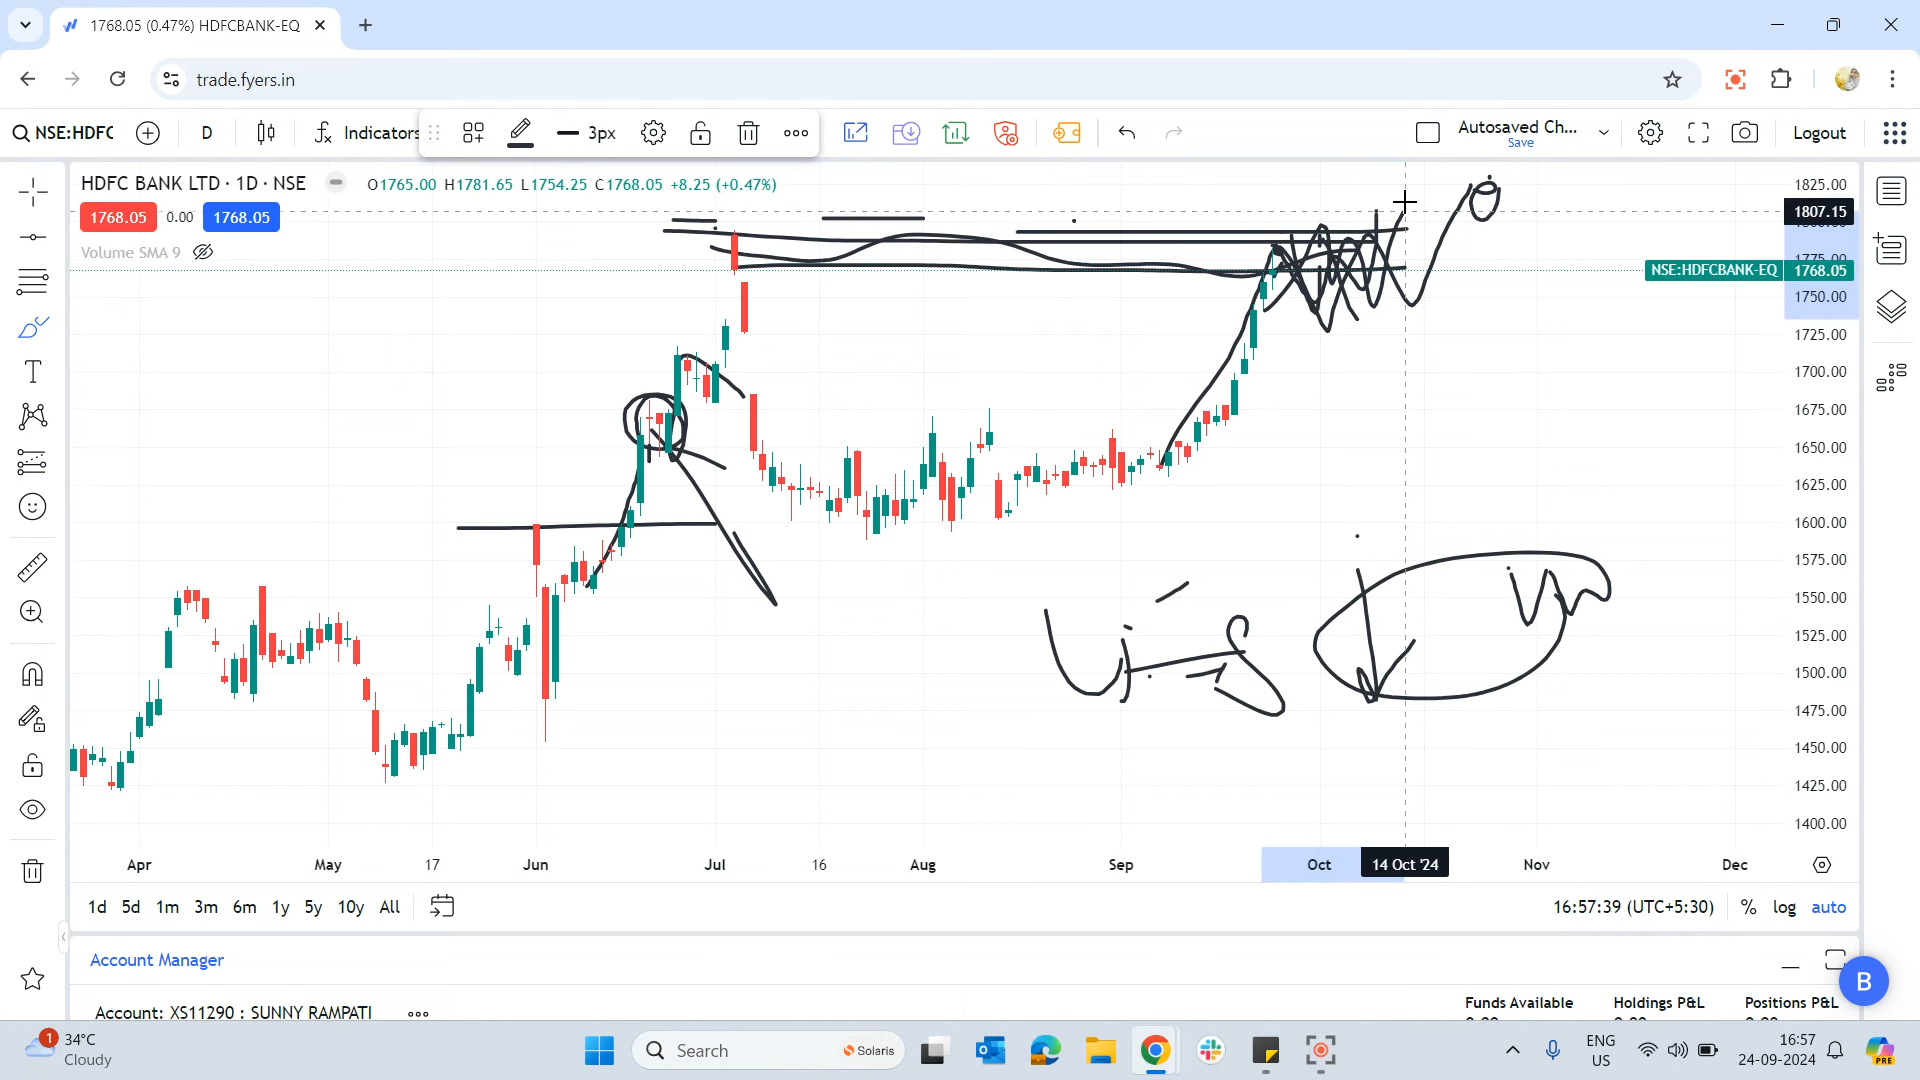 1768.05 (0.47%) HDFCBANK-EQ
trade.fyers.in
NSE:HDFC D Indicators 3px Autosaved Ch... Save Logout
HDFC BANK LTD · 1D · NSE O1765.00 H1781.65 L1754.25 C1768.05 +8.25 (+0.47%)
1768.05 0.00 1768.05
Volume SMA 9
1825.00
1807.15
NSE:HDFCBANK-EQ 1768.05
1750.00
1725.00
1700.00
1675.00
1650.00
1625.00
1600.00
1575.00
1550.00
1525.00
1500.00
1475.00
1450.00
1425.00
1400.00
Apr May 17 Jun Jul 16 Aug Sep Oct 14 Oct '24 Nov Dec
1d 5d 1m 3m 6m 1y 5y 10y All 16:57:39 (UTC+5:30) % log auto
Account Manager
B
Account: XS11290 : SUNNY RAMPATI Funds Available Holdings P&L Positions P&L
1 34°C Search Solaris ENG 16:57
Cloudy US 24-09-2024
PRE